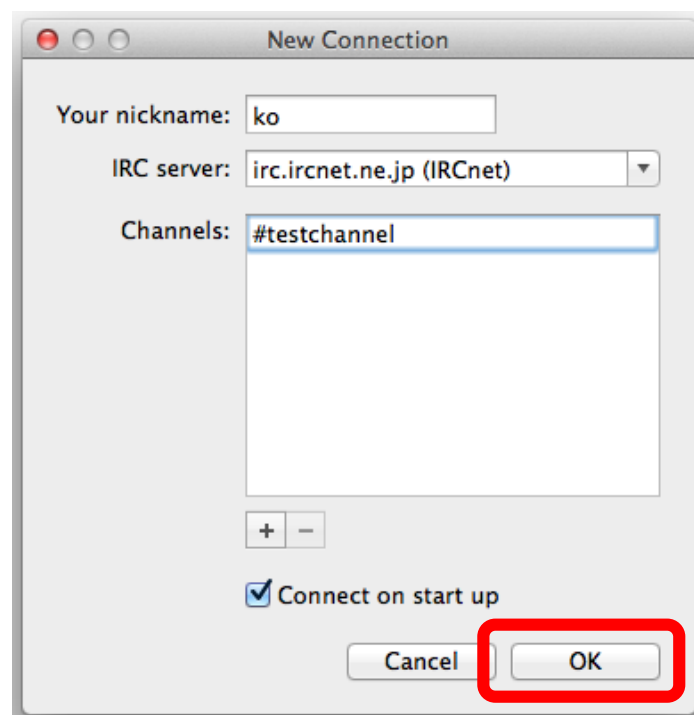 New Connection
Your nickname: ko
IRC server: irc.ircnet.ne.jp (IRCnet)
Channels: #testchannel
+ −
Connect on start up
Cancel OK